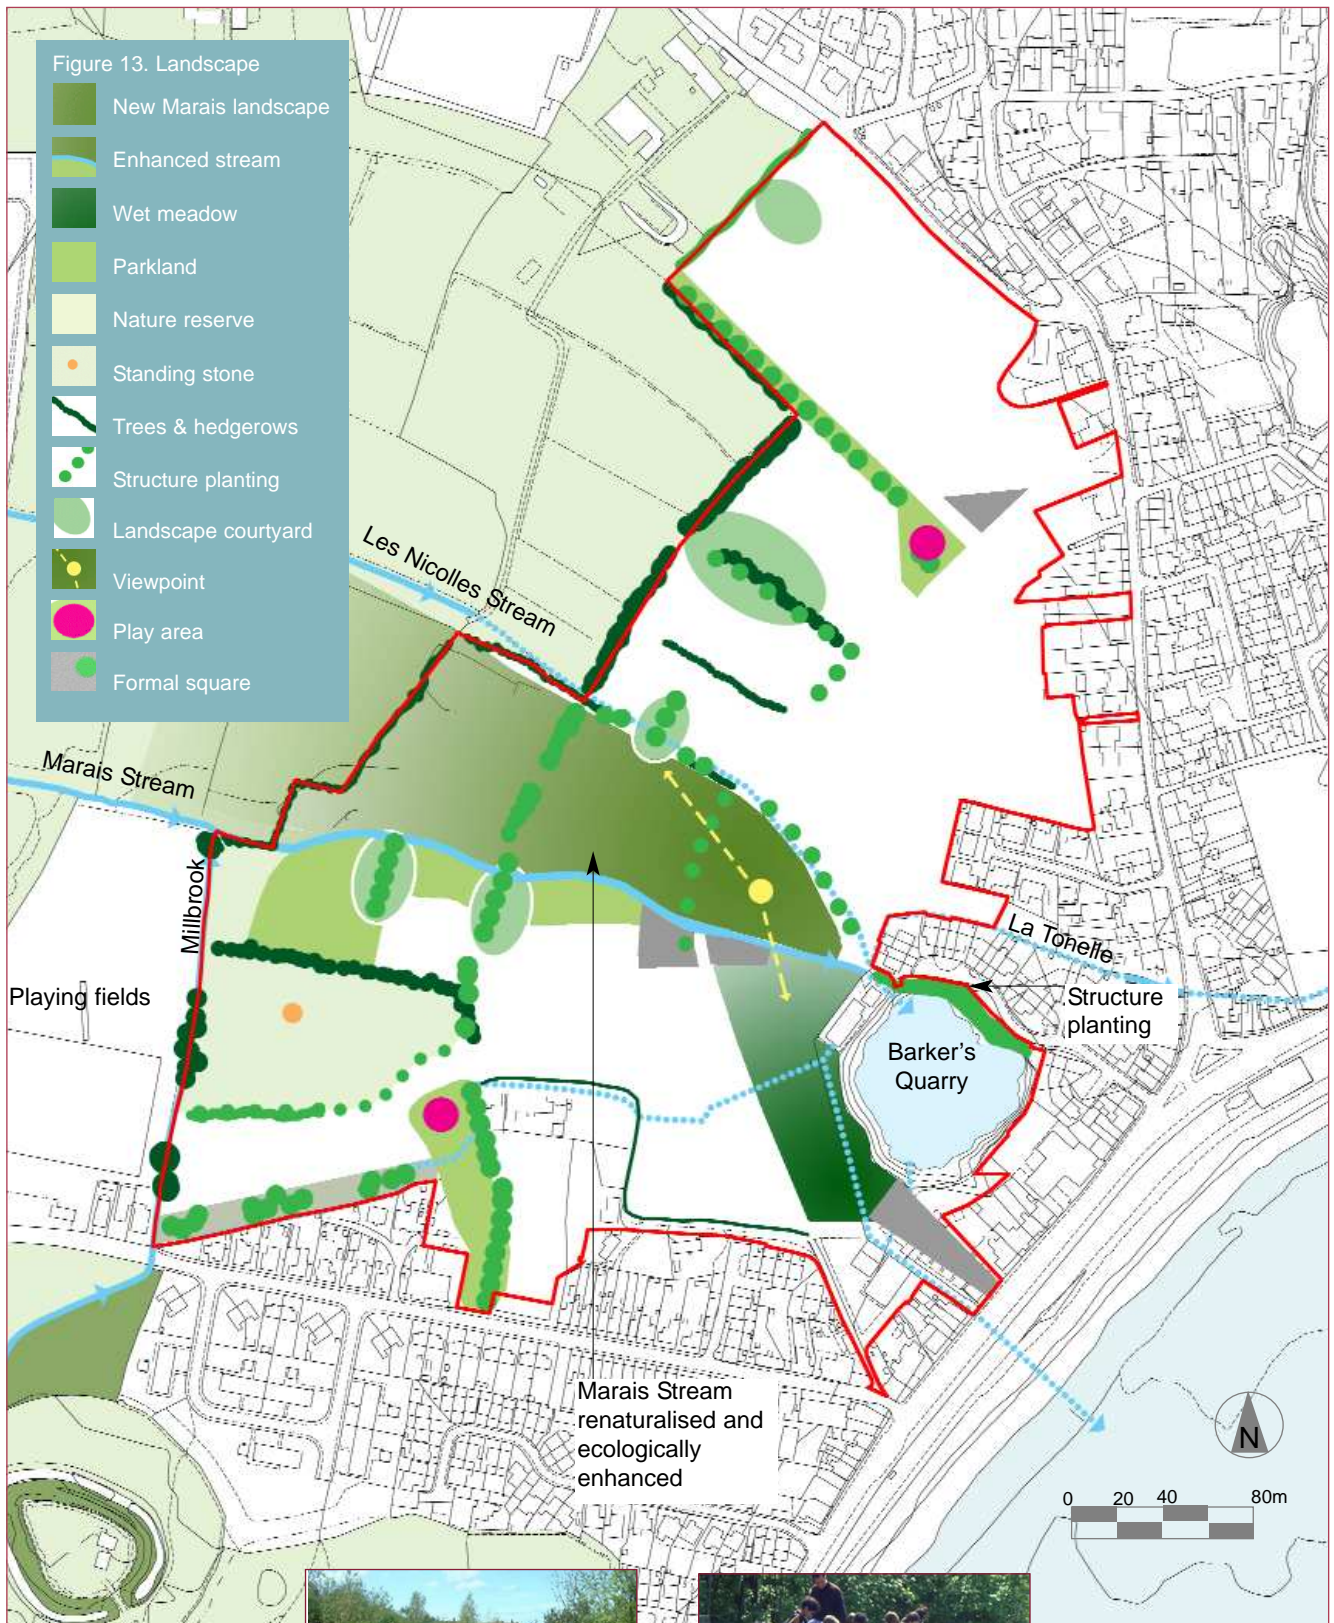 Figure 13. Landscape
New Marais landscape
Enhanced stream
Wet meadow
Parkland
Nature reserve
Standing stone
Trees & hedgerows
Structure planting
Landscape courtyard
Viewpoint
Play area
Formal square
Les Nicolles Stream
Marais Stream
Millbrook
Playing fields
La Tonelle
Structure
planting
Barker's
Quarry
Marais Stream
renaturalised and
ecologically
enhanced
N
0 20 40 80m